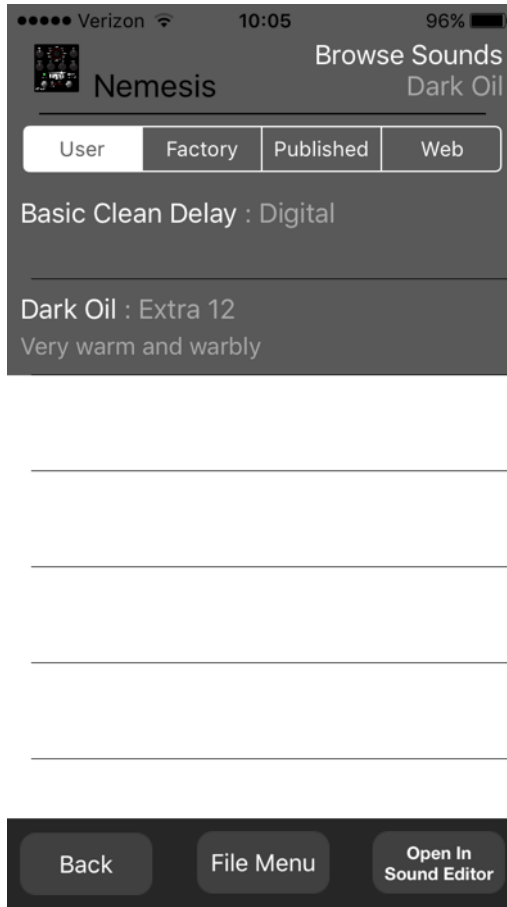 Verizon 10:05 96%
Browse Sounds
Nemesis Dark Oil
User Factory Published Web
Basic Clean Delay : Digital
Dark Oil : Extra 12
Very warm and warbly
Back File Menu Open In
Sound Editor